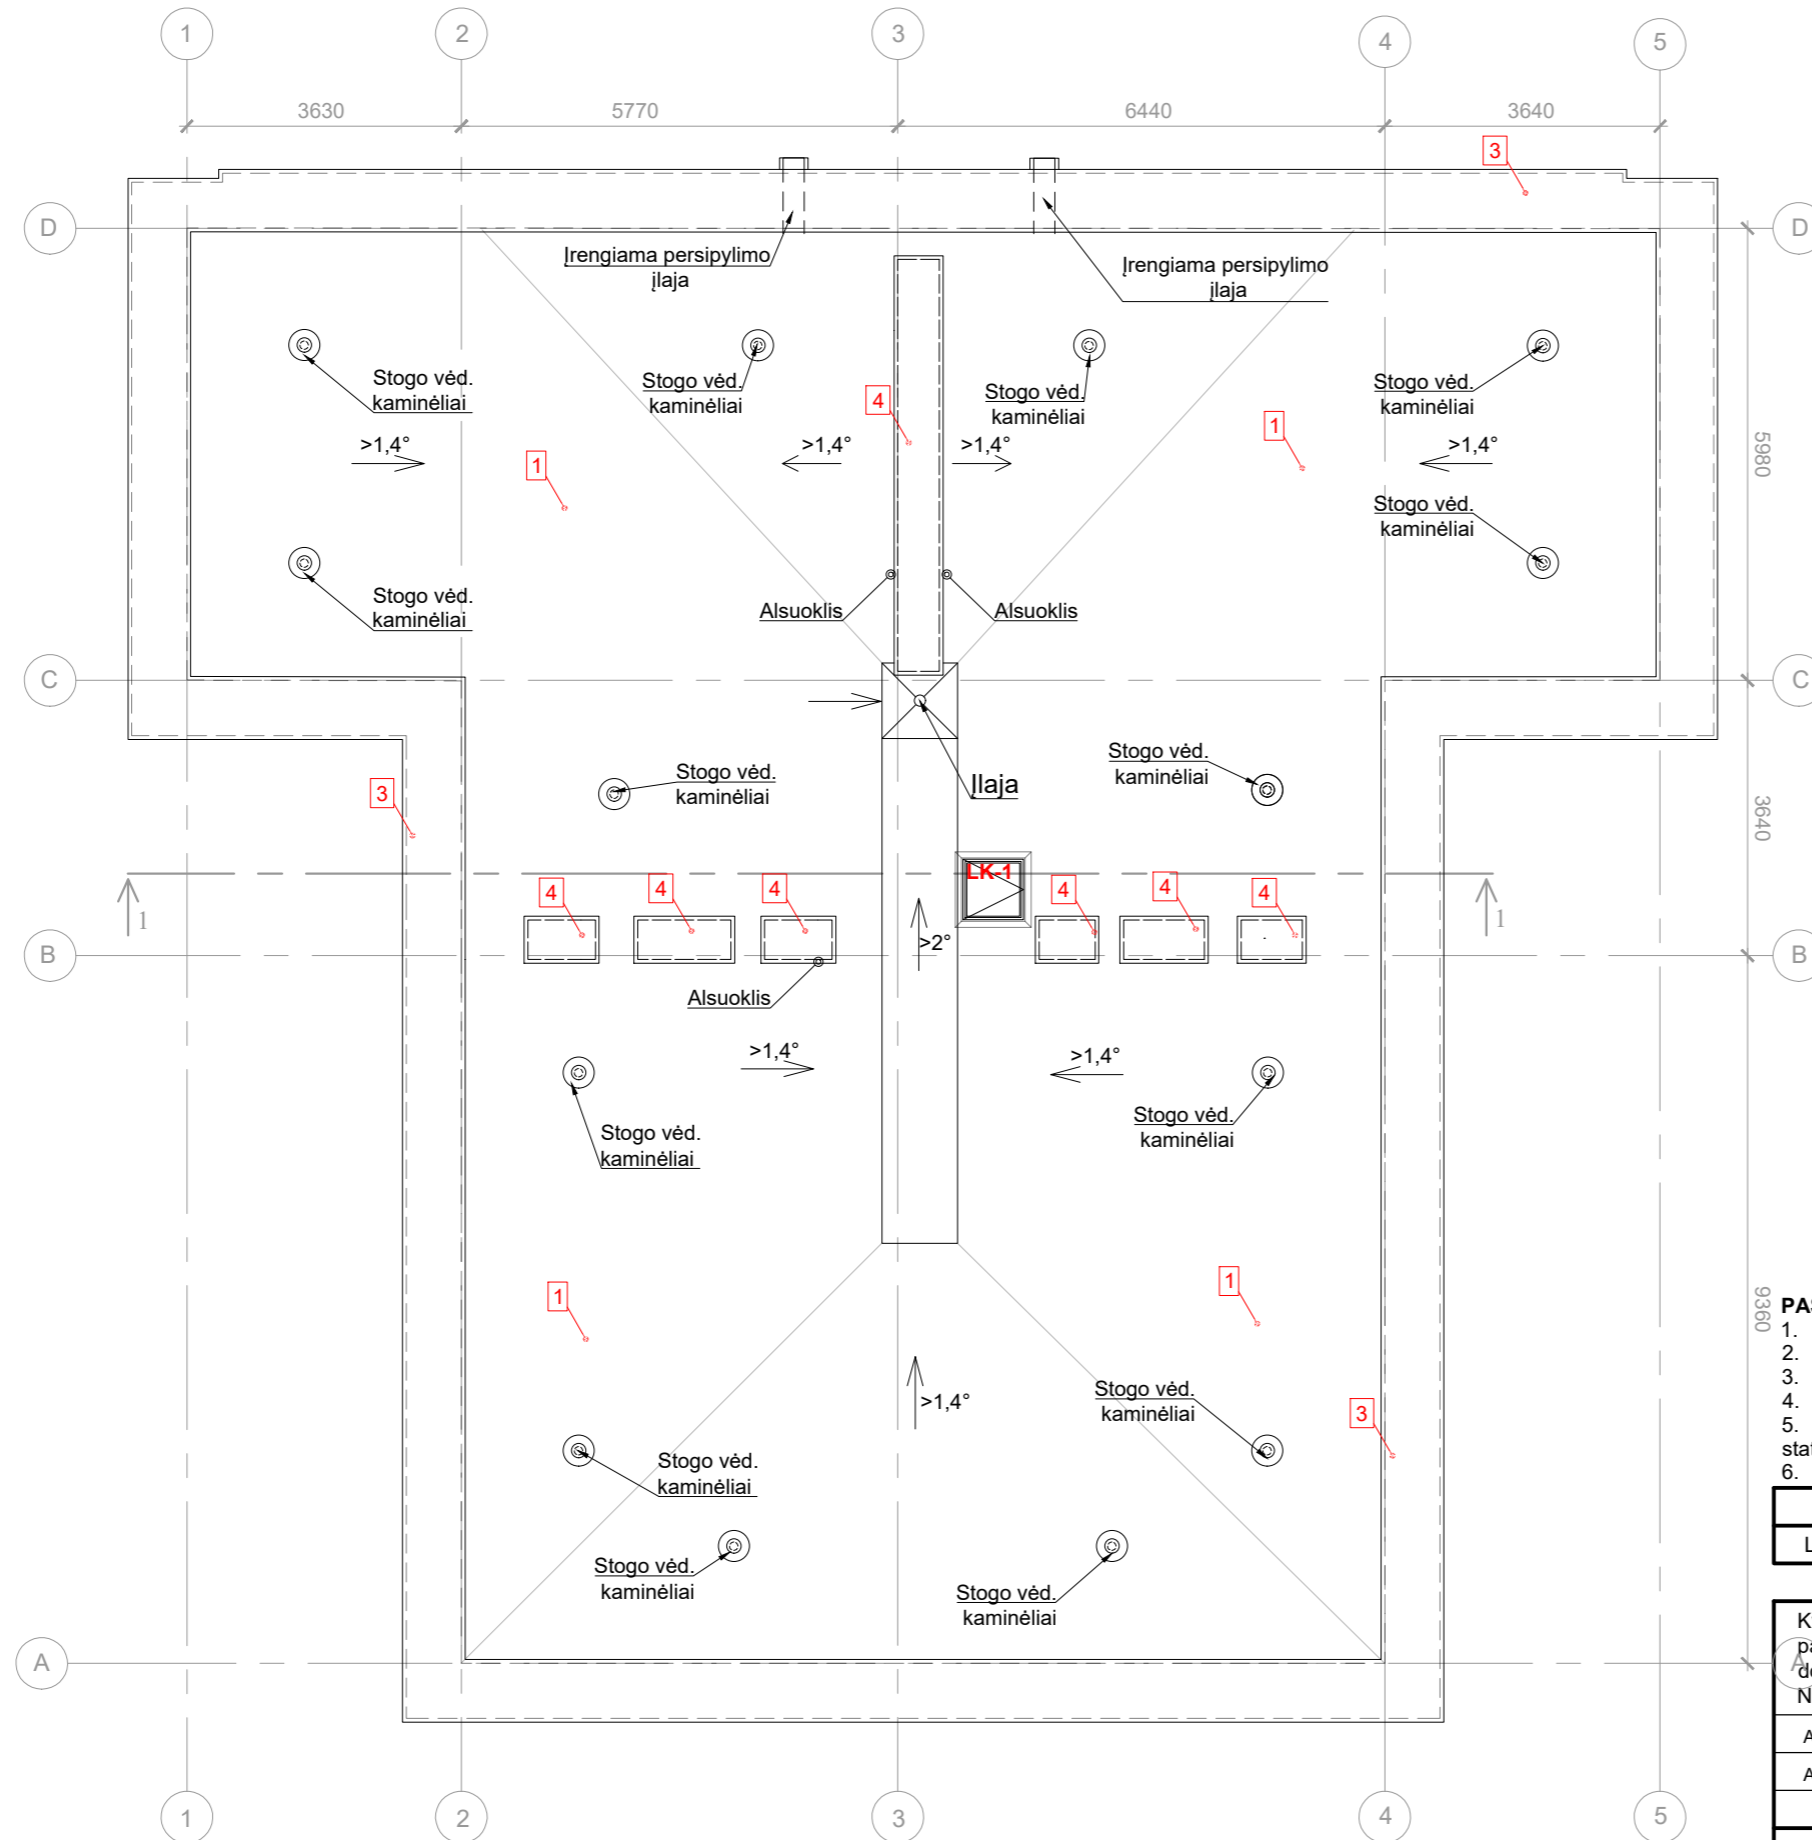 1
2
3
4
5
3630
5770
6440
3640
3
D
D
Įrengiama persipylimo
įlaja
Įrengiama persipylimo
įlaja
Stogo vėd.
kaminėliai
Stogo vėd.
kaminėliai
4
Stogo vėd.
kaminėliai
Stogo vėd.
kaminėliai
1
>1,4°
>1,4°
>1,4°
>1,4°
5980
1
Stogo vėd.
kaminėliai
Stogo vėd.
kaminėliai
Alsuoklis
Alsuoklis
C
C
Stogo vėd.
kaminėliai
Įlaja
Stogo vėd.
kaminėliai
3
3640
LK-1
4
4
4
4
4
4
1
1
B
>2°
B
Alsuoklis
>1,4°
>1,4°
Stogo vėd.
kaminėliai
Stogo vėd.
kaminėliai
1
1
9360
>1,4°
Stogo vėd.
kaminėliai
3
Stogo vėd.
kaminėliai
Stogo vėd.
kaminėliai
Stogo vėd.
kaminėliai
1.
2.
3.
4.
5.
6.
A
A
1
2
3
4
5